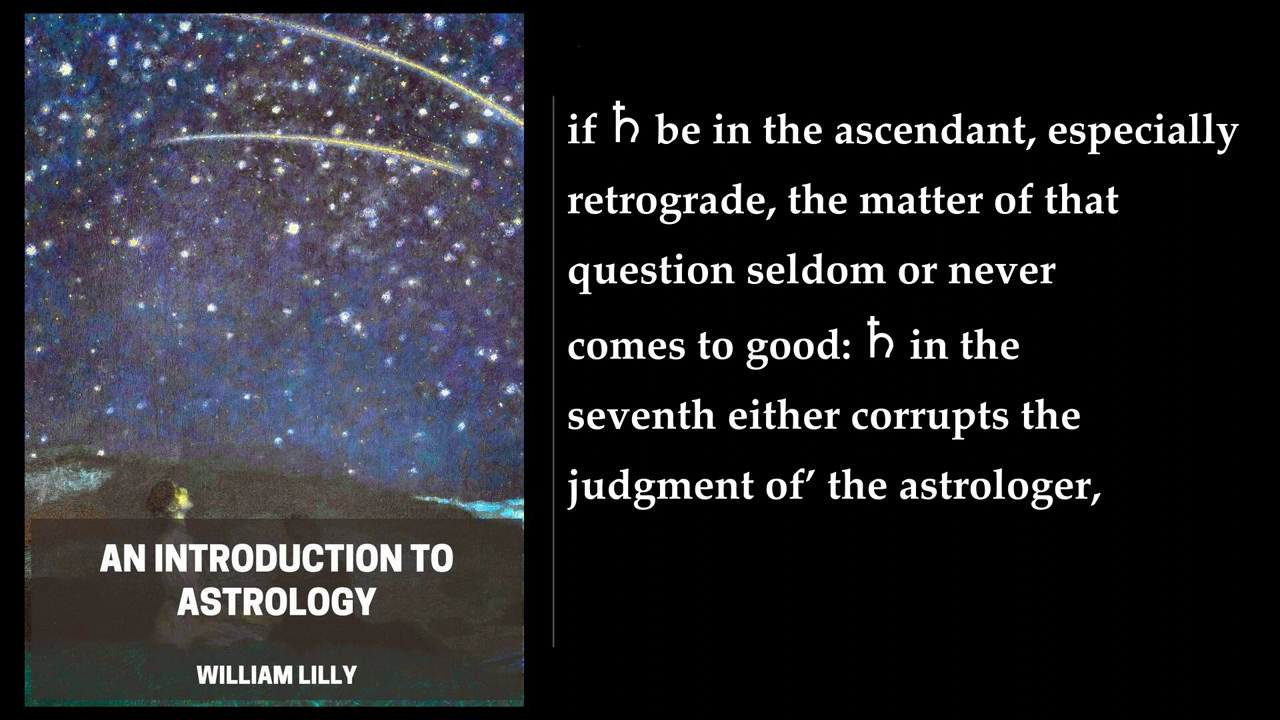 AN INTRODUCTION TO
ASTROLOGY
WILLIAM LILLY
if ♄ be in the ascendant, especially
retrograde, the matter of that
question seldom or never
comes to good: ♄ in the
seventh either corrupts the
judgment of’ the astrologer,